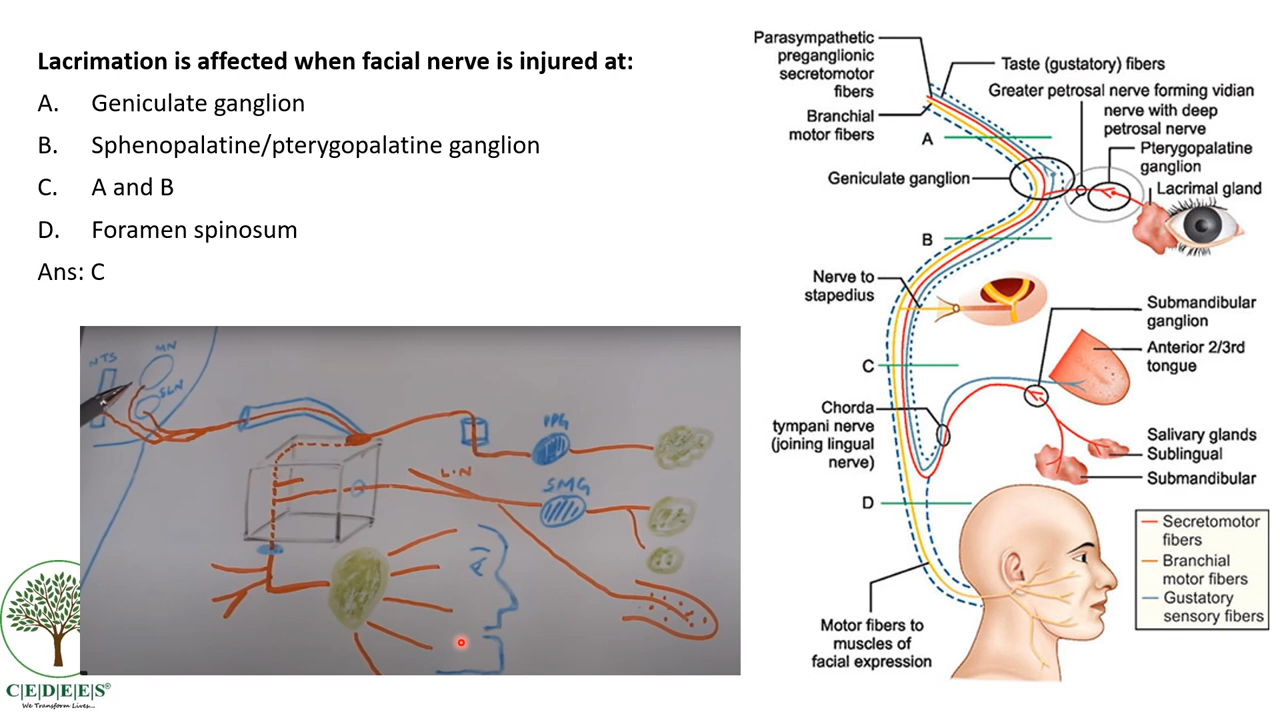 Lacrimation is affected when facial nerve is injured at:
A. Geniculate ganglion
B. Sphenopalatine/pterygopalatine ganglion
C. A and B
D. Foramen spinosum
Ans: C
NTS
MN
SLN
PPG
L.N
SMG
C|E|D|E|E|S®
We Transform Lives...
Parasympathetic
preganglionic
secretomotor
fibers
Taste (gustatory) fibers
Greater petrosal nerve forming vidian
nerve with deep
petrosal nerve
Branchial
motor fibers
A
Pterygopalatine
ganglion
Geniculate ganglion
Lacrimal gland
B
Nerve to
stapedius
Submandibular
ganglion
Anterior 2/3rd
tongue
C
Chorda
tympani nerve
(joining lingual
nerve)
Salivary glands
Sublingual
Submandibular
D
Secretomotor
fibers
Branchial
motor fibers
Gustatory
sensory fibers
Motor fibers to
muscles of
facial expression